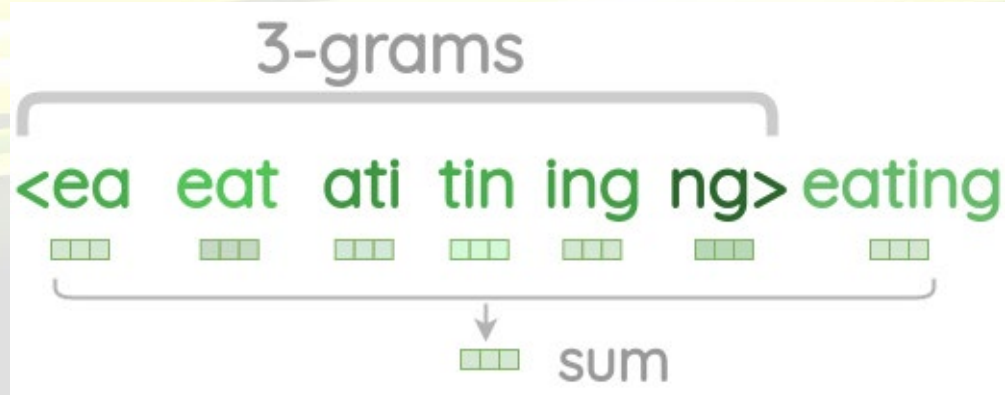 3-grams
<ea eat ati tin ing ng> eating
sum